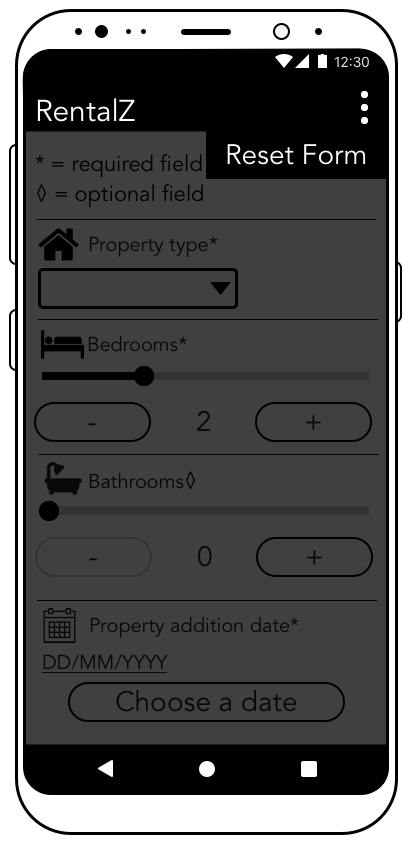 12:30
RentalZ
Reset Form
* = required field
◊ = optional field
Property type*
Bedrooms*
- 2 +
Bathrooms◊
- 0 +
Property addition date*
DD/MM/YYYY
Choose a date